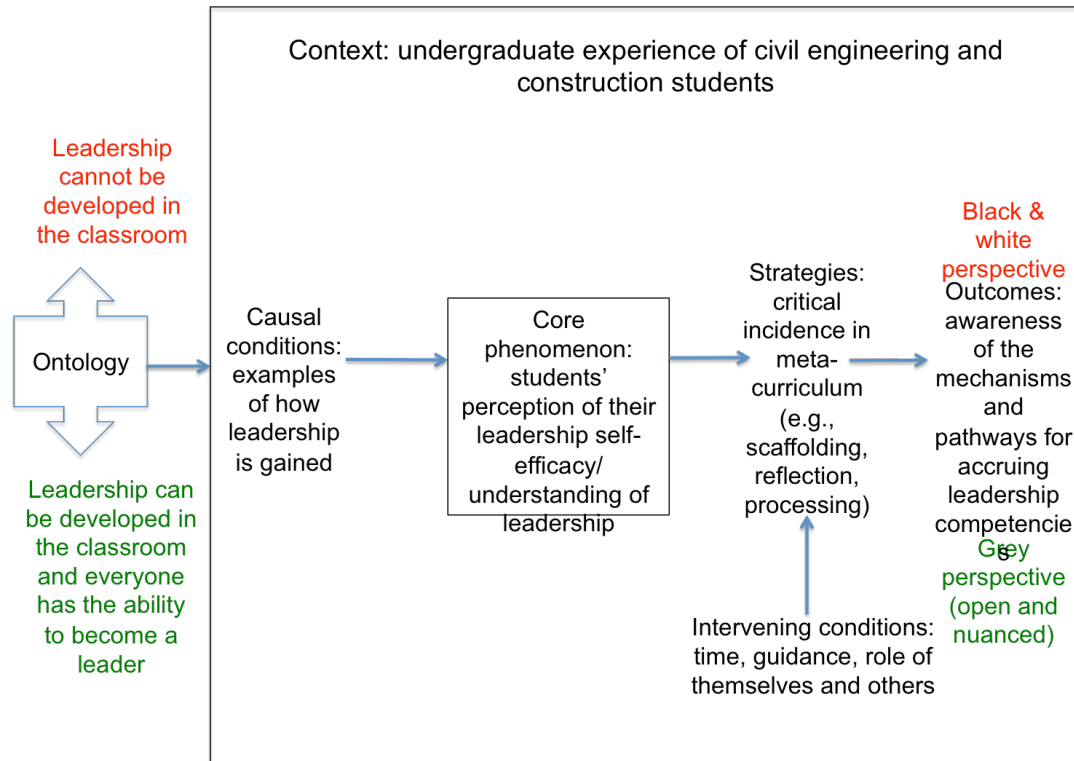 Context: undergraduate experience of civil engineering and
construction students
Leadership
cannot be
developed in
the classroom
Ontology
Leadership can
be developed in
the classroom
and everyone
has the ability
to become a
leader
Causal
conditions:
examples
of how
leadership
is gained
Core
phenomenon:
students’
perception of their
leadership self-
efficacy/
understanding of
leadership
Strategies:
critical
incidence in
meta-
curriculum
(e.g.,
scaffolding,
reflection,
processing)
Intervening conditions:
time, guidance, role of
themselves and others
Black &
white
perspective
Outcomes:
awareness
of the
mechanisms
and
pathways for
accruing
leadership
competencie
s
Grey
perspective
(open and
nuanced)